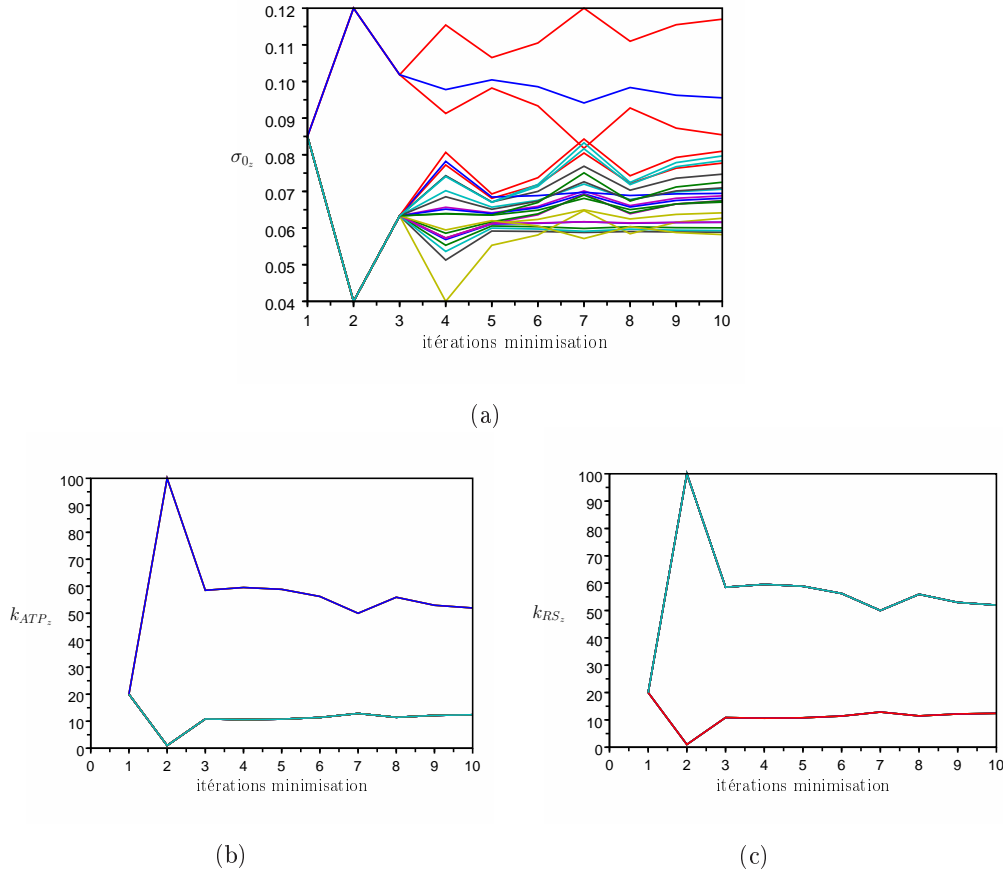 0.12
0.10
0.10
0.09
0.08
σ0z
0.07
0.06
0.05
0.04
1 2 3 4 5 6 7 8 9 10
itérations minimisation
(a)
100
90
80
70
60
50
kATPz
40
30
20
10
0
0 1 2 3 4 5 6 7 8 9 10
itérations minimisation
(b)
100
90
80
70
60
50
kRSz
40
30
20
10
0
0 1 2 3 4 5 6 7 8 9 10
itérations minimisation
(c)